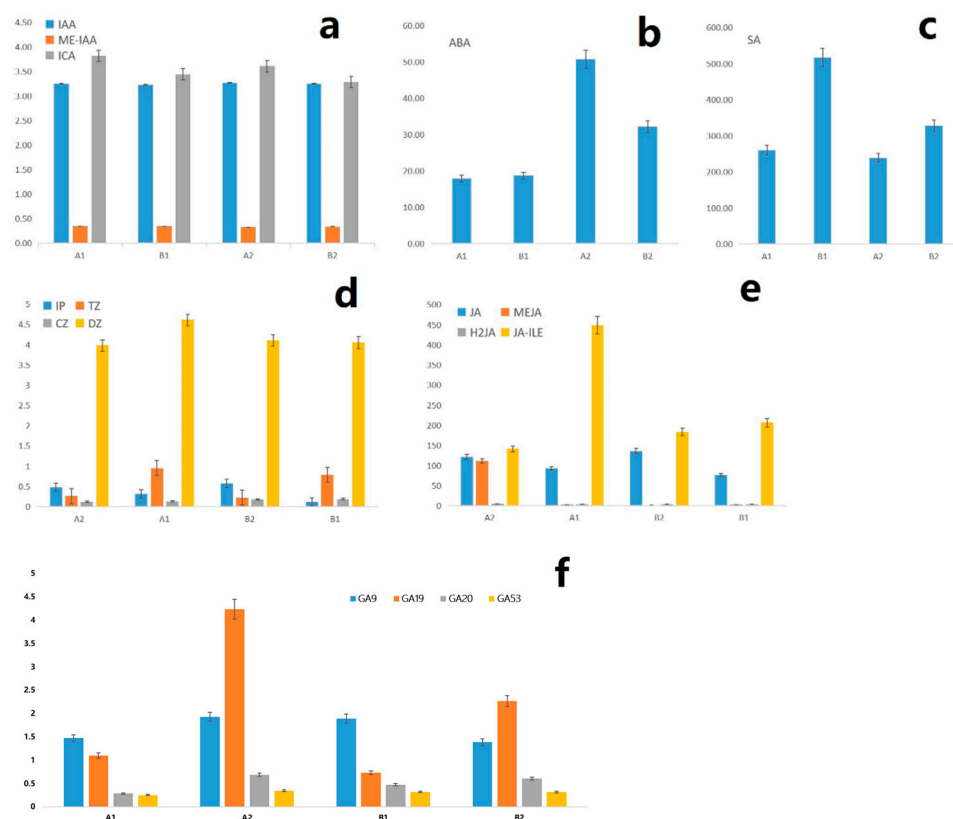 a
IAA
ME-IAA
ICA
4.50
4.00
3.50
3.00
2.50
2.00
1.50
1.00
0.50
0.00
A1 B1 A2 B2
b
ABA
60.00
50.00
40.00
30.00
20.00
10.00
0.00
A1 B1 A2 B2
c
SA
600.00
500.00
400.00
300.00
200.00
100.00
0.00
A1 B1 A2 B2
d
IP TZ
CZ DZ
5
4.5
4
3.5
3
2.5
2
1.5
1
0.5
0
A2 A1 B2 B1
e
JA MEJA
H2JA JA-ILE
500
450
400
350
300
250
200
150
100
50
0
A2 A1 B2 B1
f
GA9 GA19 GA20 GA53
5
4.5
4
3.5
3
2.5
2
1.5
1
0.5
0
A1 A2 B1 B2